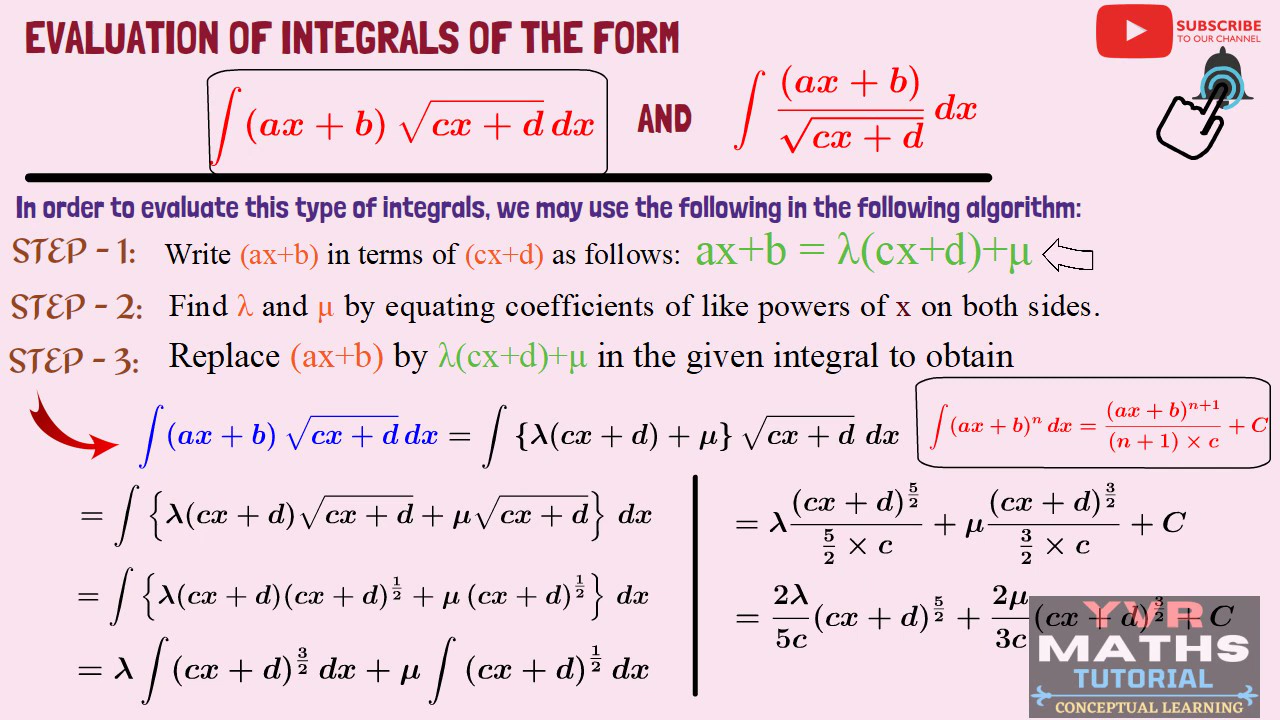 EVALUATION OF INTEGRALS OF THE FORM
SUBSCRIBE
TO OUR CHANNEL
∫(ax + b) √(cx + d) dx AND ∫ (ax + b)/√(cx + d) dx
In order to evaluate this type of integrals, we may use the following in the following algorithm:
STEP - 1: Write (ax+b) in terms of (cx+d) as follows: ax+b = λ(cx+d)+μ
STEP - 2: Find λ and μ by equating coefficients of like powers of x on both sides.
STEP - 3: Replace (ax+b) by λ(cx+d)+μ in the given integral to obtain
∫(ax + b) √(cx + d) dx = ∫{λ(cx + d) + μ} √(cx + d) dx
∫(ax + b)^n dx = (ax + b)^(n+1)/((n + 1) × c) + C
= ∫{λ(cx + d)√(cx + d) + μ√(cx + d)} dx
= ∫{λ(cx + d)(cx + d)^(1/2) + μ (cx + d)^(1/2)} dx
= λ∫(cx + d)^(3/2) dx + μ∫(cx + d)^(1/2) dx
= λ (cx + d)^(5/2)/(5/2 × c) + μ (cx + d)^(3/2)/(3/2 × c) + C
= 2λ/5c (cx + d)^(5/2) + 2μ/3c (cx + d)^(3/2) + C
YVR
MATHS
TUTORIAL
CONCEPTUAL LEARNING